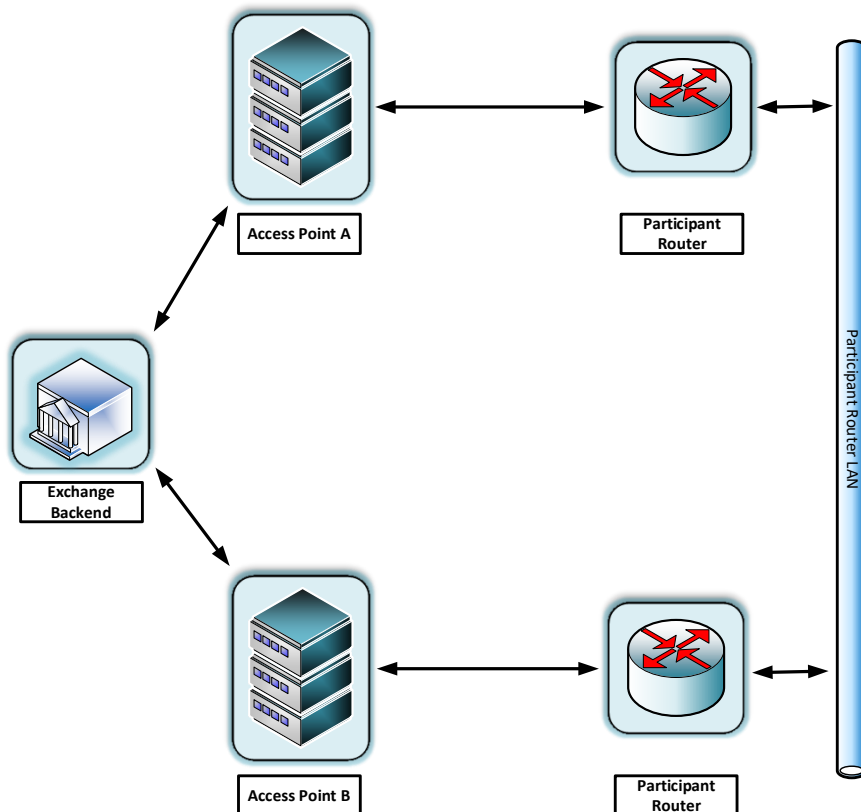 Access Point A
Participant
Router
Participant Router LAN
Exchange
Backend
Access Point B
Participant
Router